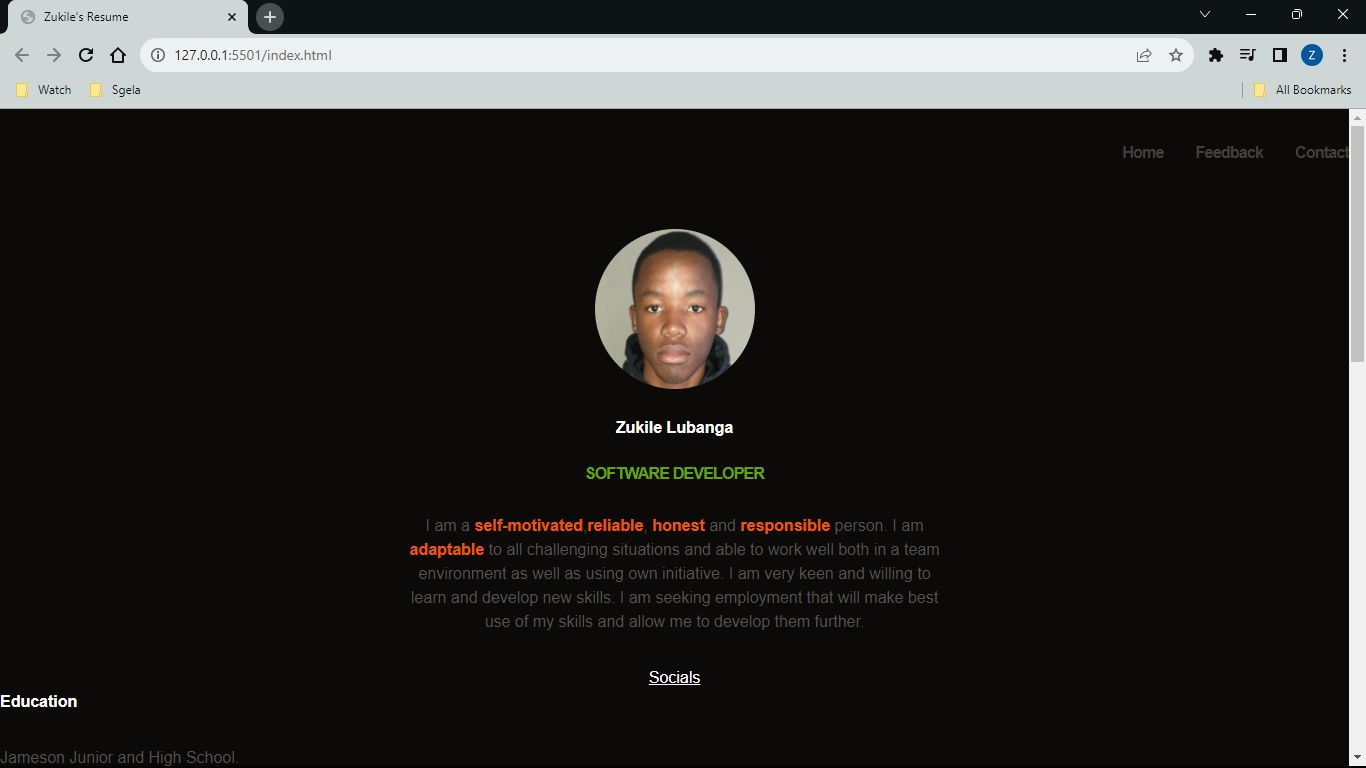 Zukile's Resume
127.0.0.1:5501/index.html
Z
Watch
Sgela
All Bookmarks
Home Feedback Contact
Zukile Lubanga
SOFTWARE DEVELOPER
I am a self-motivated,reliable, honest and responsible person. I am
adaptable to all challenging situations and able to work well both in a team
environment as well as using own initiative. I am very keen and willing to
learn and develop new skills. I am seeking employment that will make best
use of my skills and allow me to develop them further.
Socials
Education
Jameson Junior and High School.